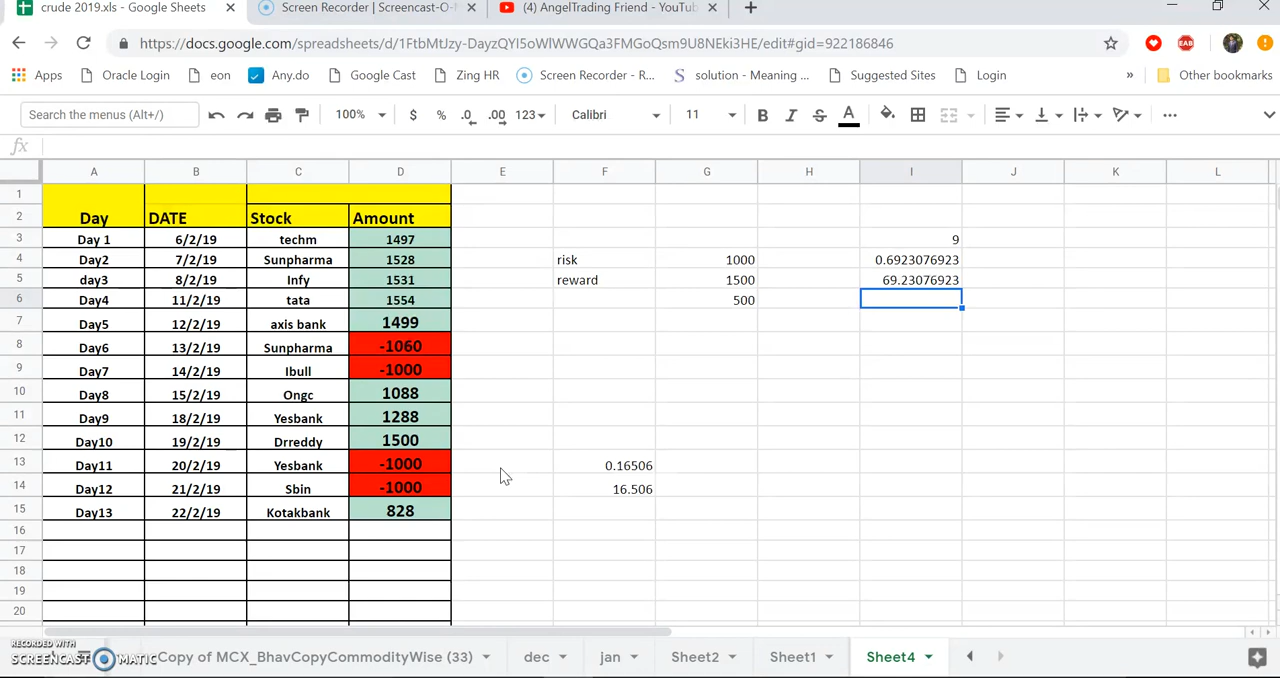 crude 2019.xls - Google Sheets
Screen Recorder | Screencast-O-
(4) AngelTrading Friend - YouTu
https://docs.google.com/spreadsheets/d/1FtbMtJzy-DarzQYI5oWlWWGQa3FMGoQsm9U8NEki3HE/edit#gid=922186846
EAB
Apps Oracle Login eon Any.do Google Cast Zing HR Screen Recorder - R... S solution - Meaning ... Suggested Sites Login » Other bookmarks
Search the menus (Alt+/) 100% $ % .0 .00 123 Calibri 11 B I S A
fx
A B C D E F G H I J K L
1
2 Day DATE Stock Amount
3 Day 1 6/2/19 techm 1497 9
4 Day2 7/2/19 Sunpharma 1528 risk 1000 0.6923076923
5 day3 8/2/19 Infy 1531 reward 1500 69.23076923
6 Day4 11/2/19 tata 1554 500
7 Day5 12/2/19 axis bank 1499
8 Day6 13/2/19 Sunpharma -1060
9 Day7 14/2/19 Ibull -1000
10 Day8 15/2/19 Ongc 1088
11 Day9 18/2/19 Yesbank 1288
12 Day10 19/2/19 Drreddy 1500
13 Day11 20/2/19 Yesbank -1000 0.16506
14 Day12 21/2/19 Sbin -1000 16.506
15 Day13 22/2/19 Kotakbank 828
16
17
18
19
20
RECORDED WITH
SCREENCAST MATIC
Copy of MCX_BhavCopyCommodityWise (33) dec jan Sheet2 Sheet1 Sheet4